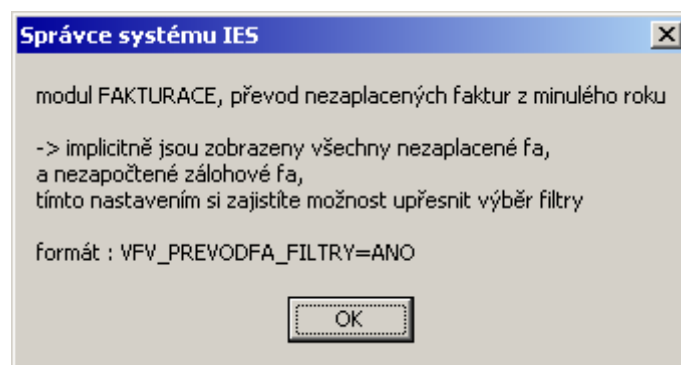 Správce systému IES
modul FAKTURACE, převod nezaplacených faktur z minulého roku
-> implicitně jsou zobrazeny všechny nezaplacené fa,
a nezapočtené zálohové fa,
tímto nastavením si zajistíte možnost upřesnit výběr filtry
formát : VFV_PREVODFA_FILTRY=ANO
OK